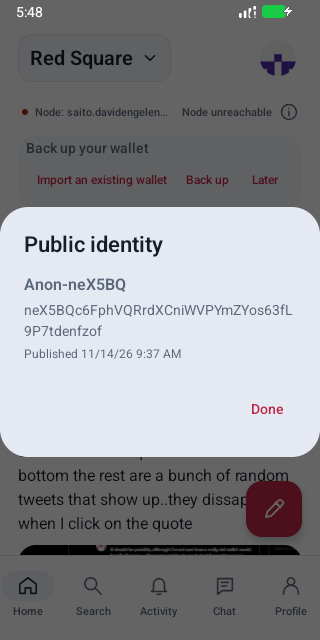 5:48
Red Square
Node: saito.davidengelen... Node unreachable
Back up your wallet
Import an existing wallet Back up Later
Public identity
Anon-neX5BQ
neX5BQc6FphVQRrdXCniWVPYmZYos63fL
9P7tdenfzof
Published 11/14/26 9:37 AM
Done
bottom the rest are a bunch of random
tweets that show up..they dissap
when I click on the quote
Home Search Activity Chat Profile